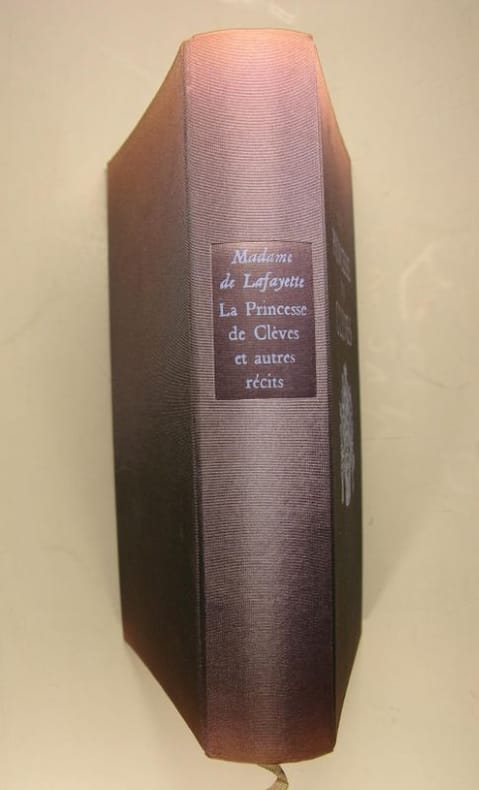 Madame
de Lafayette
La Princesse
de Clèves
et autres
récits